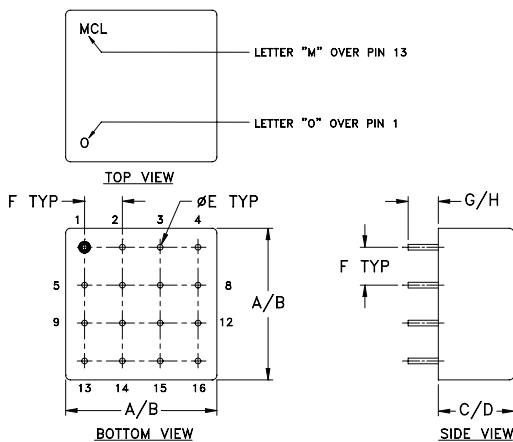 MCL
LETTER "M" OVER PIN 13
O
LETTER "O" OVER PIN 1
TOP VIEW
F TYP
øE TYP
G/H
1 2 3 4
F TYP
5 8
A/B
9 12
13 14 15 16
A/B
C/D
BOTTOM VIEW
SIDE VIEW